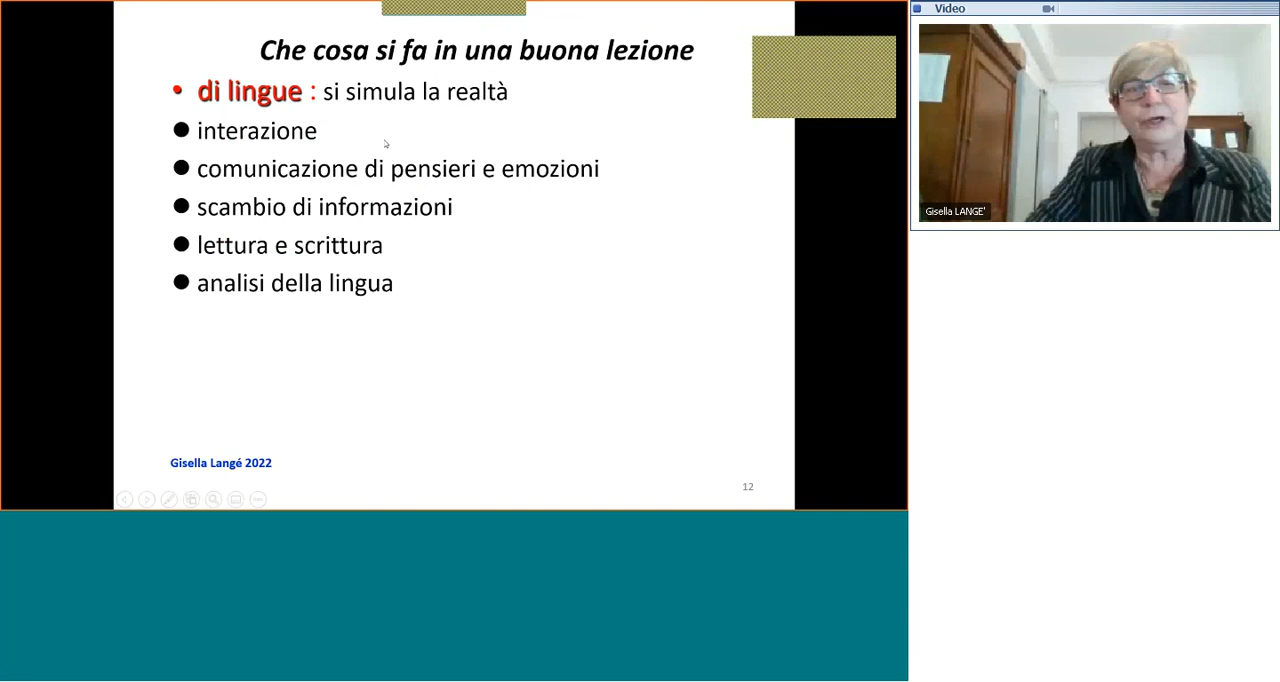 Che cosa si fa in una buona lezione
• di lingue : si simula la realtà
● interazione
● comunicazione di pensieri e emozioni
● scambio di informazioni
● lettura e scrittura
● analisi della lingua
Gisella Langé 2022
12
Video
Gisella LANGE'